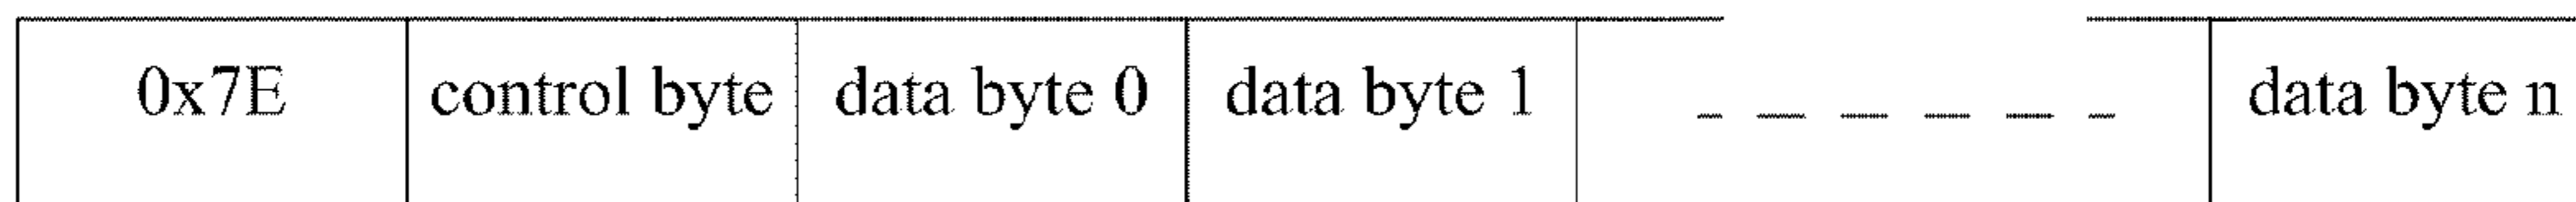 0x7E control byte data byte 0 data byte 1 _ _ _ _ _ _ data byte n